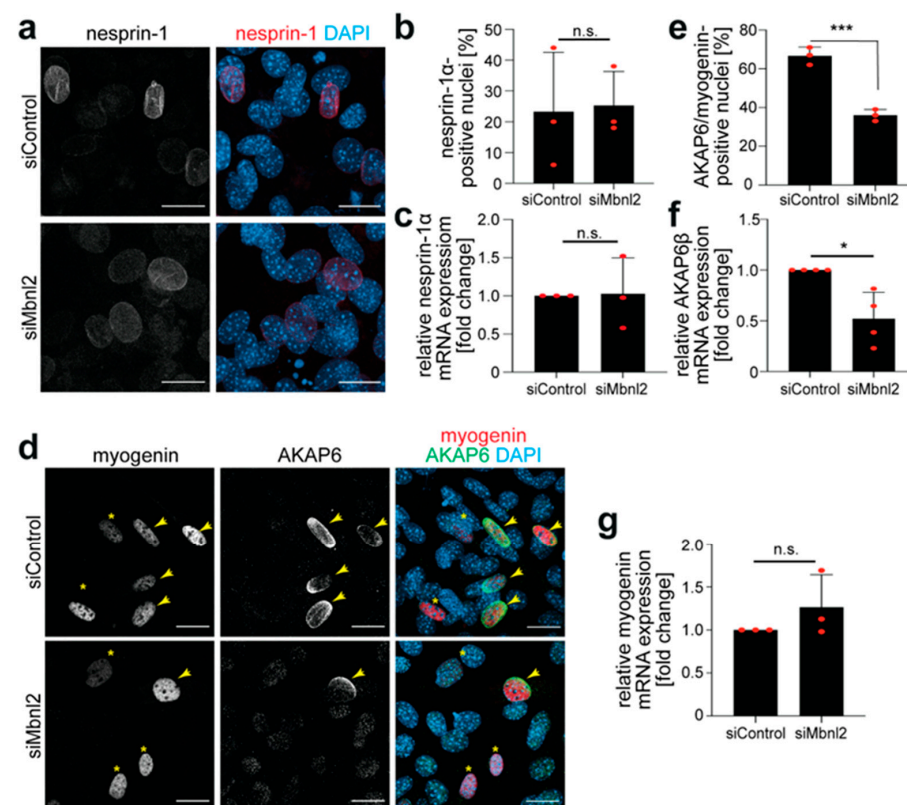 a
nesprin-1
nesprin-1 DAPI
siControl
siMbnl2
b
nesprin-1α-
positive nuclei [%]
50
40
30
20
10
0
n.s.
siControl
siMbnl2
c
relative nesprin-1α
mRNA expression
[fold change]
2.0
1.5
1.0
0.5
0
n.s.
siControl
siMbnl2
e
AKAP6/myogenin-
positive nuclei [%]
80
60
40
20
0
***
siControl
siMbnl2
f
relative AKAP6β
mRNA expression
[fold change]
1.5
1.0
0.5
0
*
siControl
siMbnl2
d
myogenin
AKAP6
myogenin
AKAP6 DAPI
siControl
*
*
*
*
siMbnl2
*
*
*
*
*
*
g
relative myogenin
mRNA expression
[fold change]
2.0
1.5
1.0
0.5
0
n.s.
siControl
siMbnl2